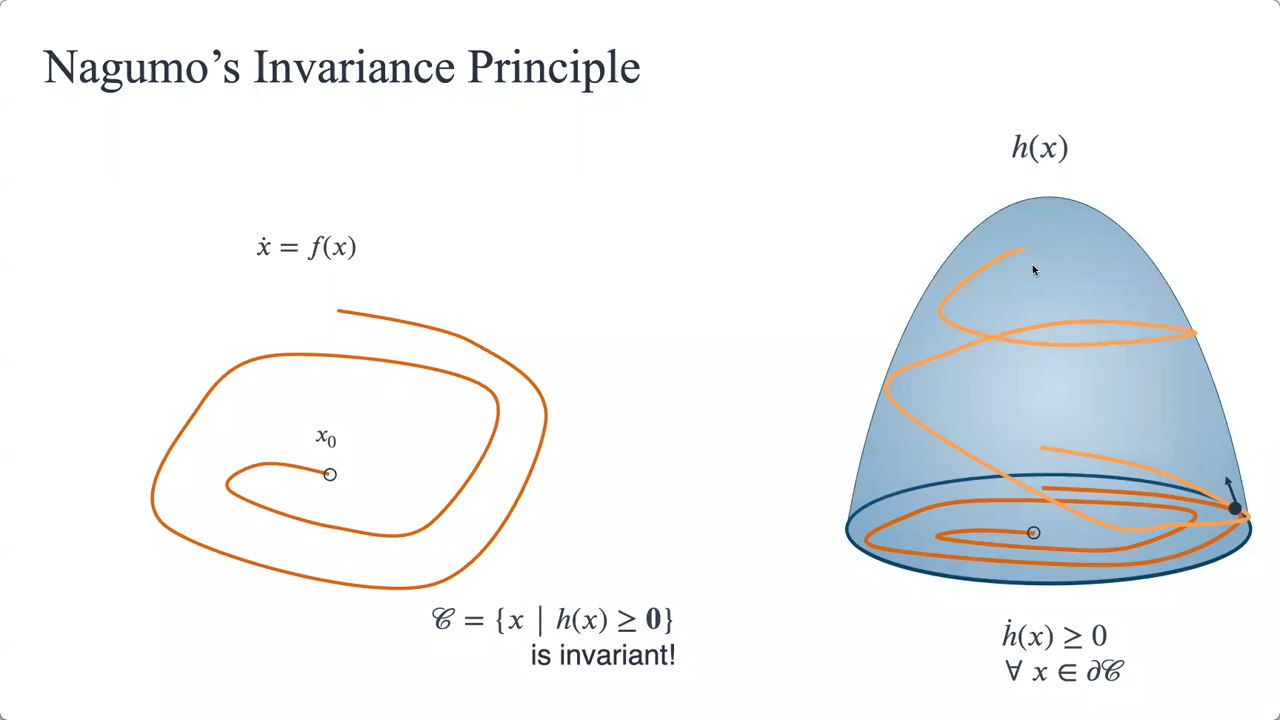 Nagumo’s Invariance Principle
h(x)
ẋ = f(x)
x₀
𝒞 = {x | h(x) ≥ 𝟎}
is invariant!
ḣ(x) ≥ 0
∀ x ∈ ∂𝒞